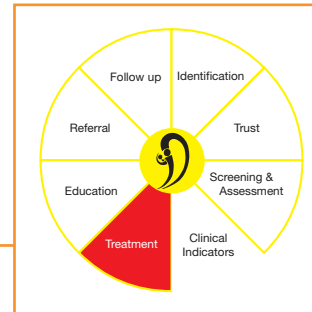 Follow up
Identification
Referral
Trust
Screening &
Assessment
Education
Treatment
Clinical
Indicators